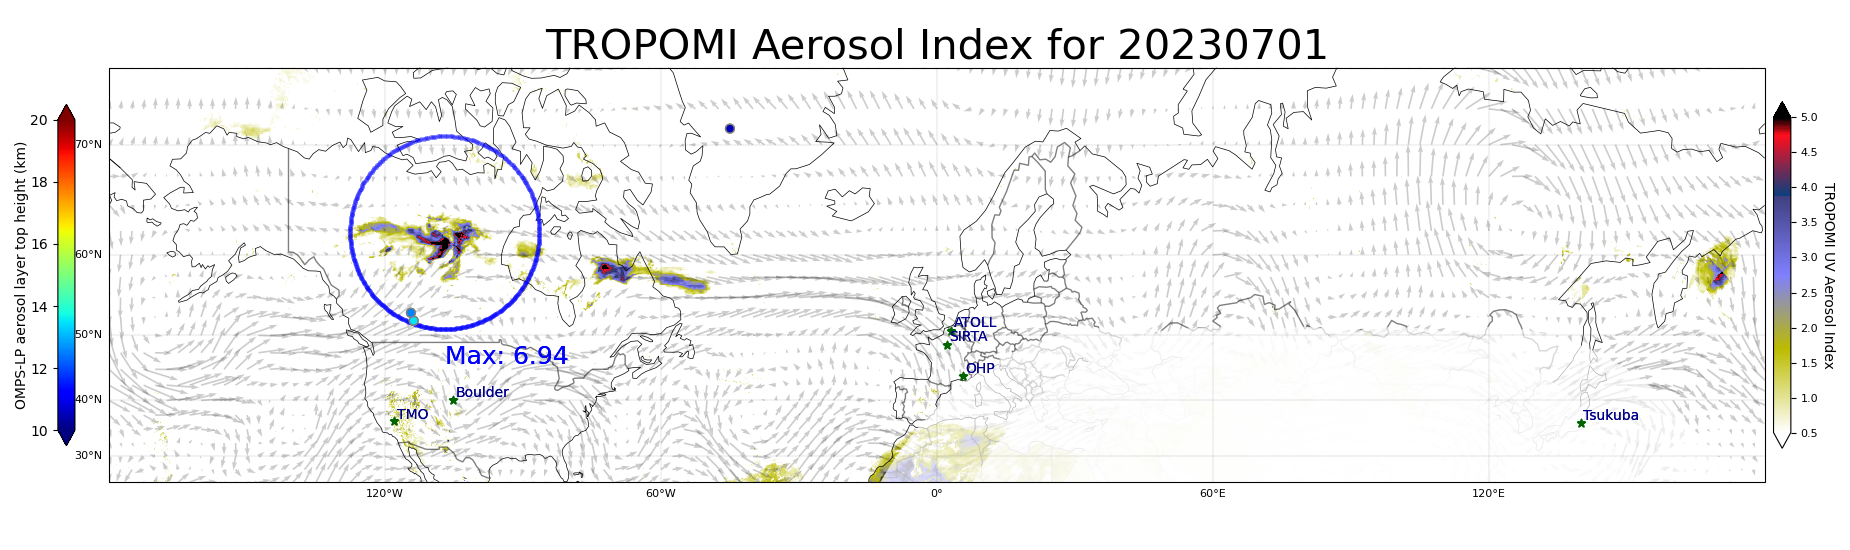 TROPOMI Aerosol Index for 20230701
OMPS-LP aerosol layer top height (km)
20
18
16
14
12
10
70°N
60°N
50°N
40°N
30°N
120°W
60°W
0°
60°E
120°E
Max: 6.94
TMO
Boulder
ATOLL
SIRTA
OHP
Tsukuba
5.0
4.5
4.0
3.5
3.0
2.5
2.0
1.5
1.0
0.5
TROPOMI UV Aerosol Index